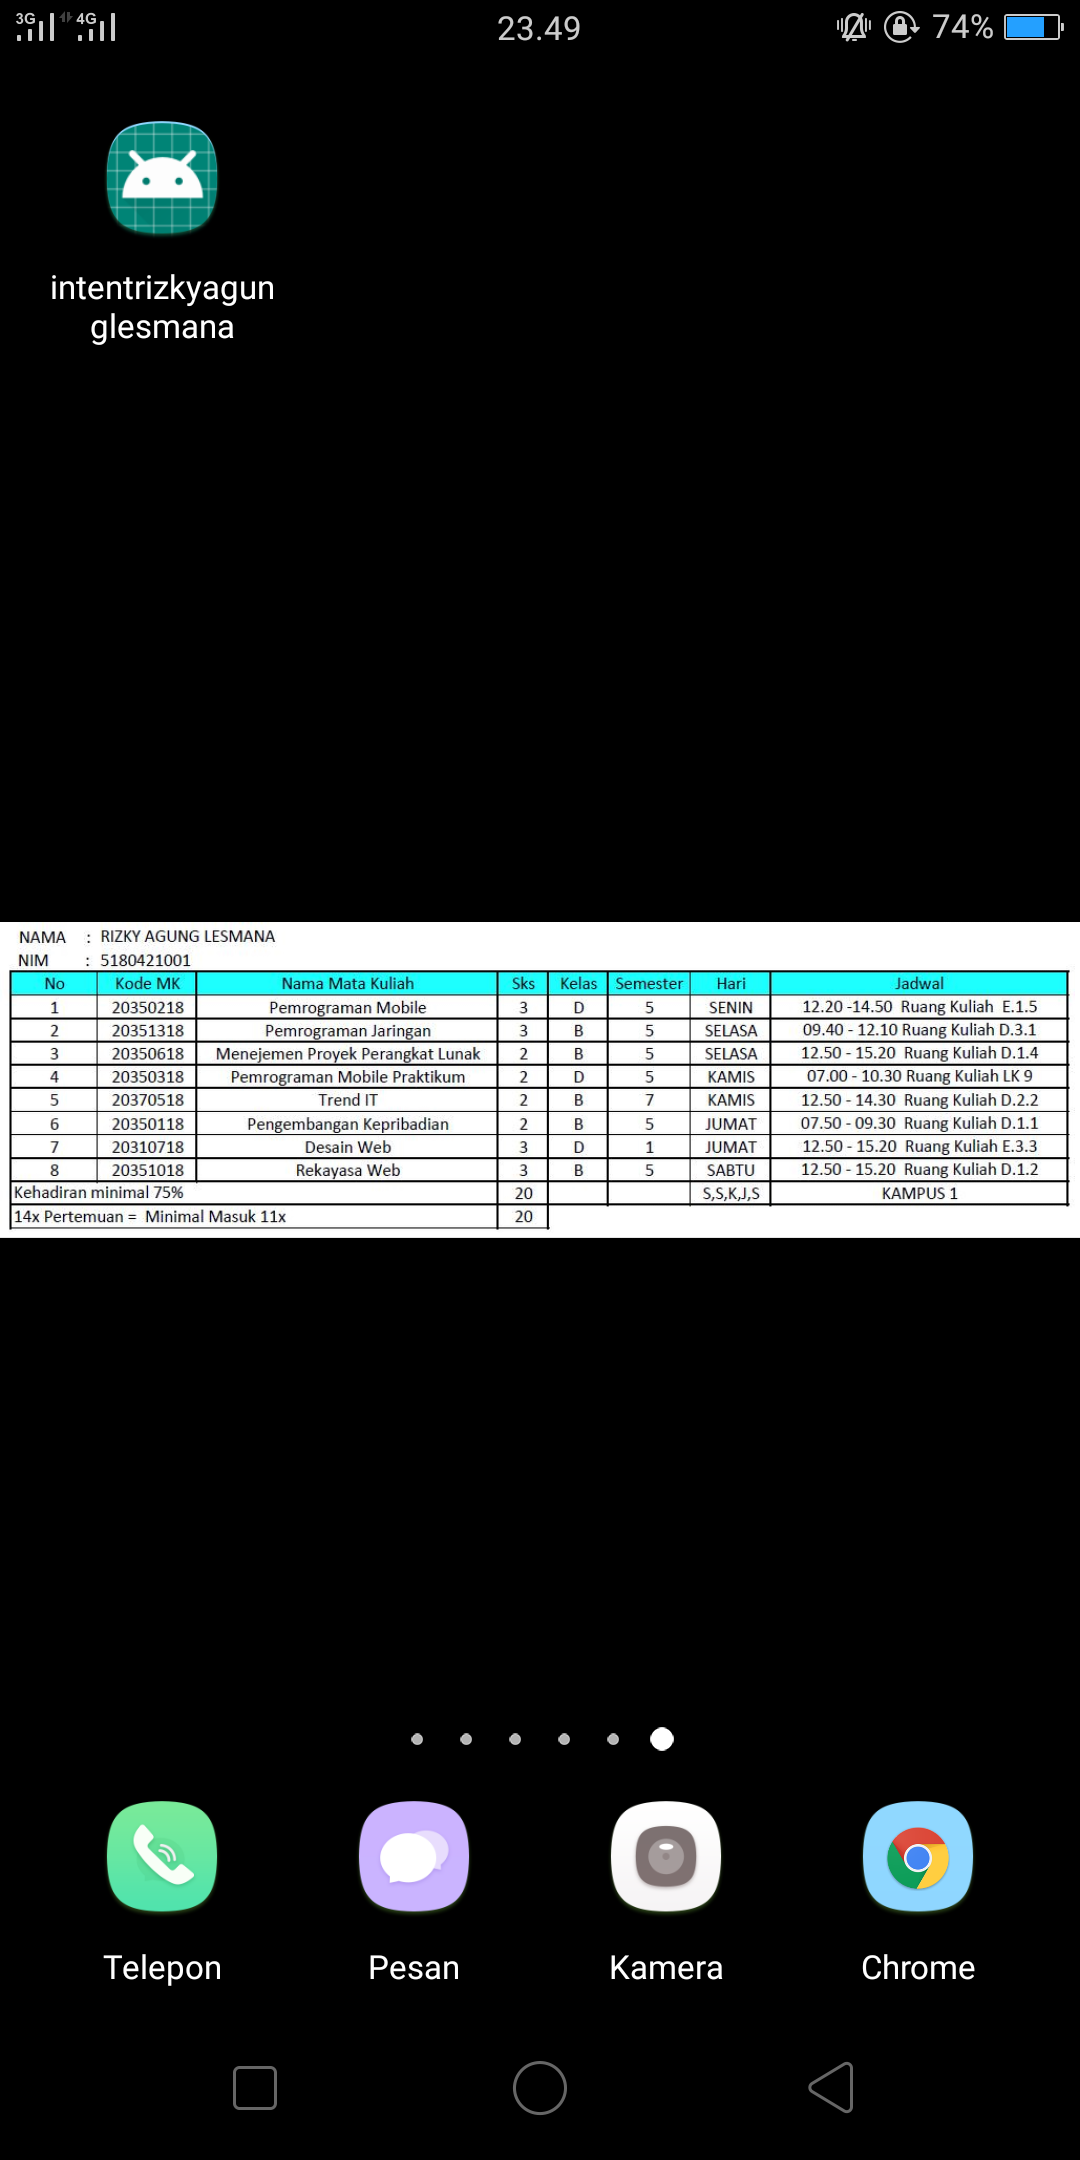 3G 4G 23.49 74%
intentrizkyagun
glesmana
NAMA : RIZKY AGUNG LESMANA
NIM : 5180421001
No Kode MK Nama Mata Kuliah Sks Kelas Semester Hari Jadwal
1 20350218 Pemrograman Mobile 3 D 5 SENIN 12.20 -14.50 Ruang Kuliah E.1.5
2 20351318 Pemrograman Jaringan 3 B 5 SELASA 09.40 - 12.10 Ruang Kuliah D.3.1
3 20350618 Menejemen Proyek Perangkat Lunak 2 B 5 SELASA 12.50 - 15.20 Ruang Kuliah D.1.4
4 20350318 Pemrograman Mobile Praktikum 2 D 5 KAMIS 07.00 - 10.30 Ruang Kuliah LK 9
5 20370518 Trend IT 2 B 7 KAMIS 12.50 - 14.30 Ruang Kuliah D.2.2
6 20350118 Pengembangan Kepribadian 2 B 5 JUMAT 07.50 - 09.30 Ruang Kuliah D.1.1
7 20310718 Desain Web 3 D 1 JUMAT 12.50 - 15.20 Ruang Kuliah E.3.3
8 20351018 Rekayasa Web 3 B 5 SABTU 12.50 - 15.20 Ruang Kuliah D.1.2
Kehadiran minimal 75% 20 S,S,K,J,S KAMPUS 1
14x Pertemuan = Minimal Masuk 11x 20
Telepon Pesan Kamera Chrome